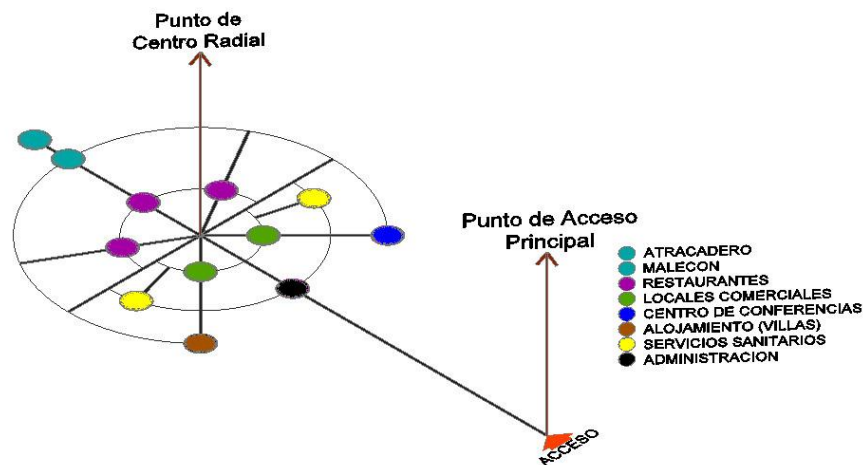 Punto de
Centro Radial
Punto de Acceso
Principal
ATRACADERO
MALECON
RESTAURANTES
LOCALES COMERCIALES
CENTRO DE CONFERENCIAS
ALOJAMIENTO (VILLAS)
SERVICIOS SANITARIOS
ADMINISTRACION
ACCESO